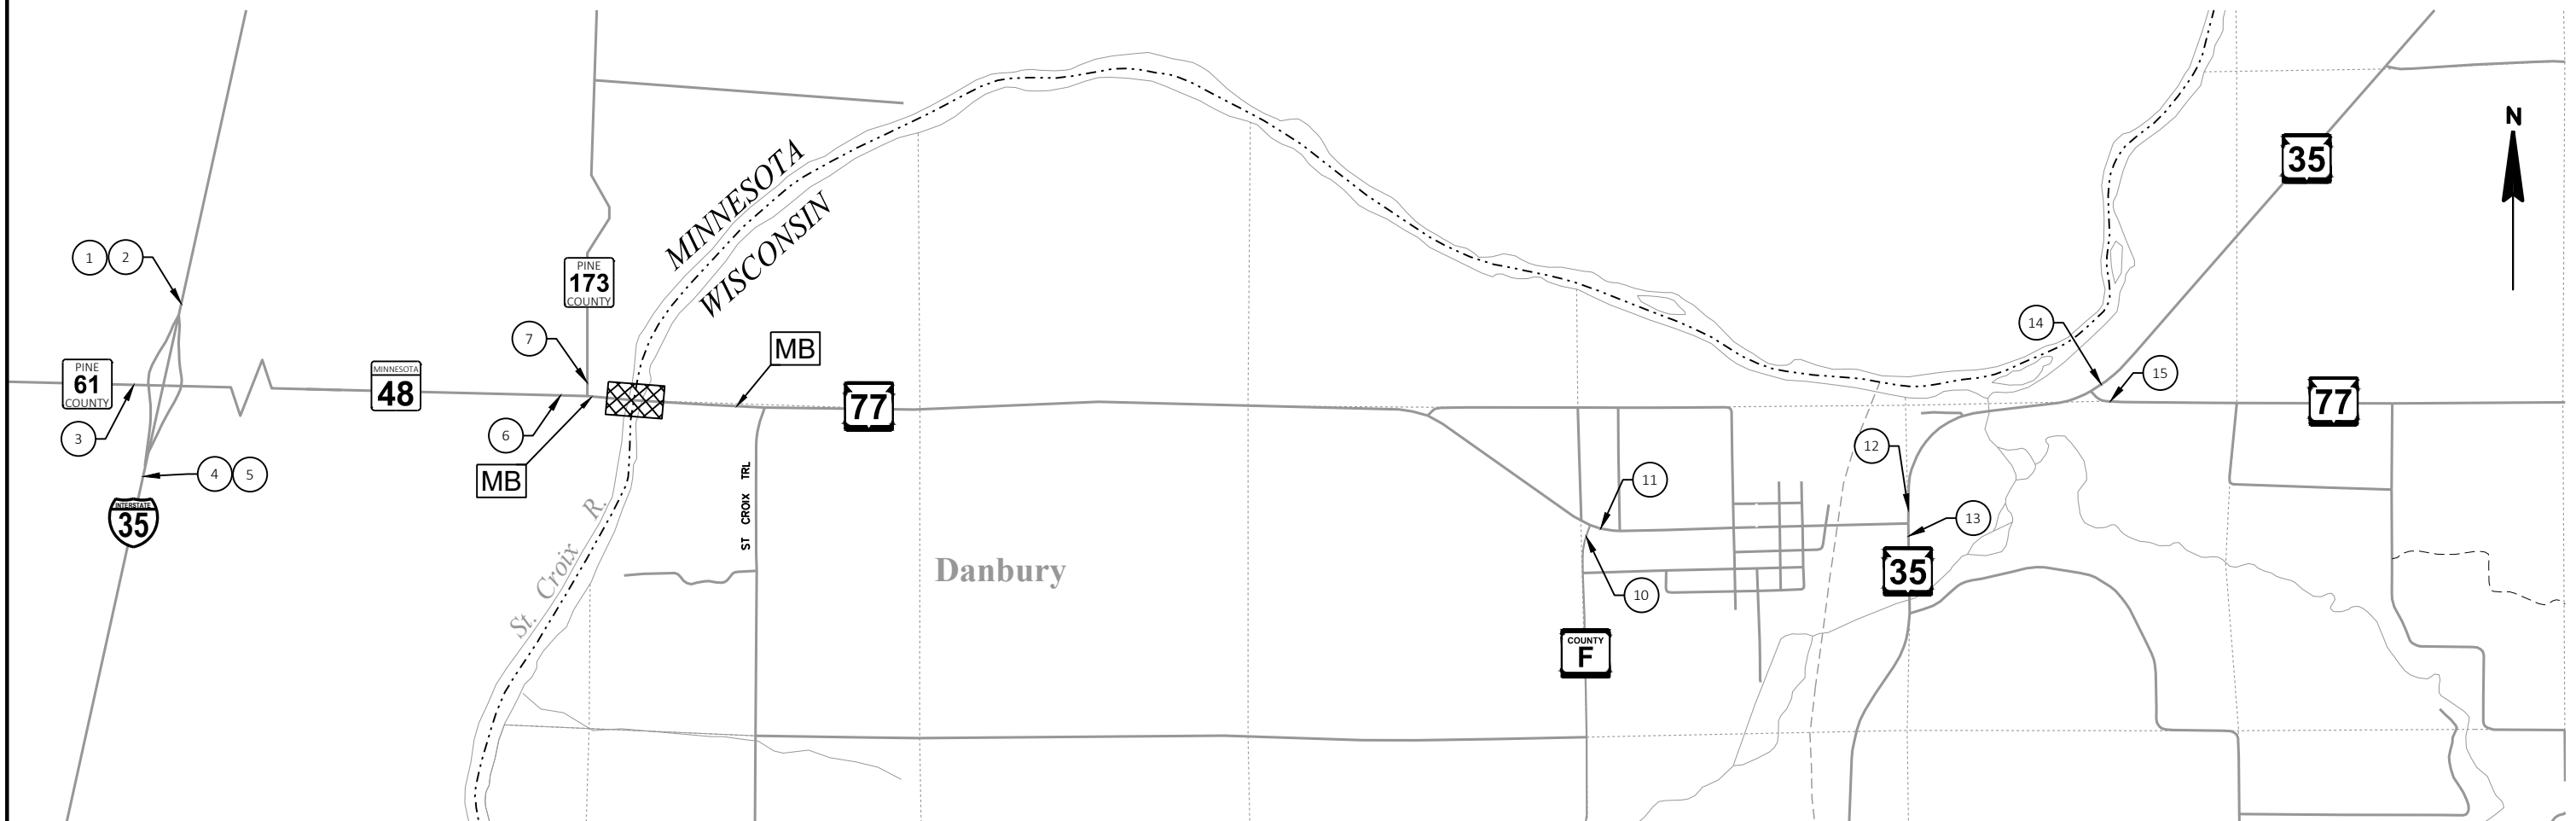 N
MINNESOTA
WISCONSIN
35
1
2
PINE
173
COUNTY
7
MB
14
15
PINE
61
COUNTY
MINNESOTA
48
77
77
3
6
4
5
MB
12
11
13
INTERSTATE
35
ST CROIX TRL
St. Croix R.
Danbury
35
10
COUNTY
F